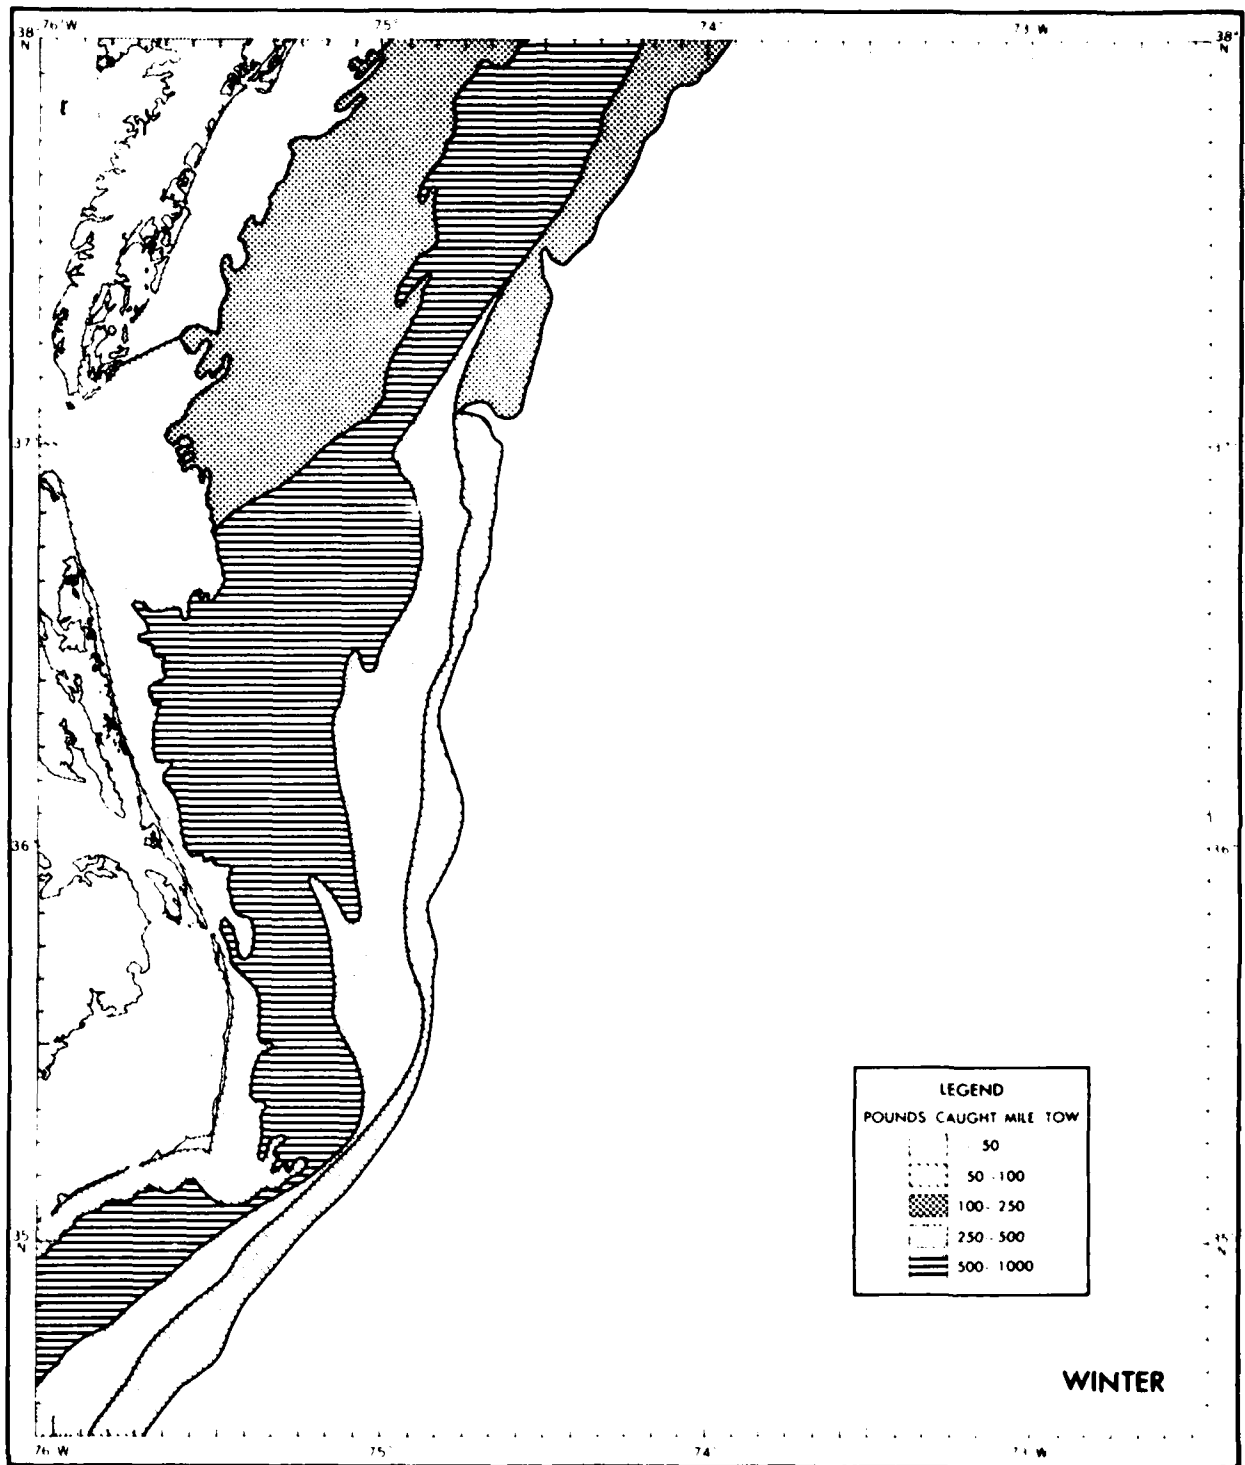 76° W 75° 74° 73 W
38 N 38° N
37
36 36°
35 N 35° N
LEGEND
POUNDS CAUGHT MILE TOW
50
50 - 100
100 - 250
250 - 500
500 - 1000
WINTER
76 W 75° 74° 73 W